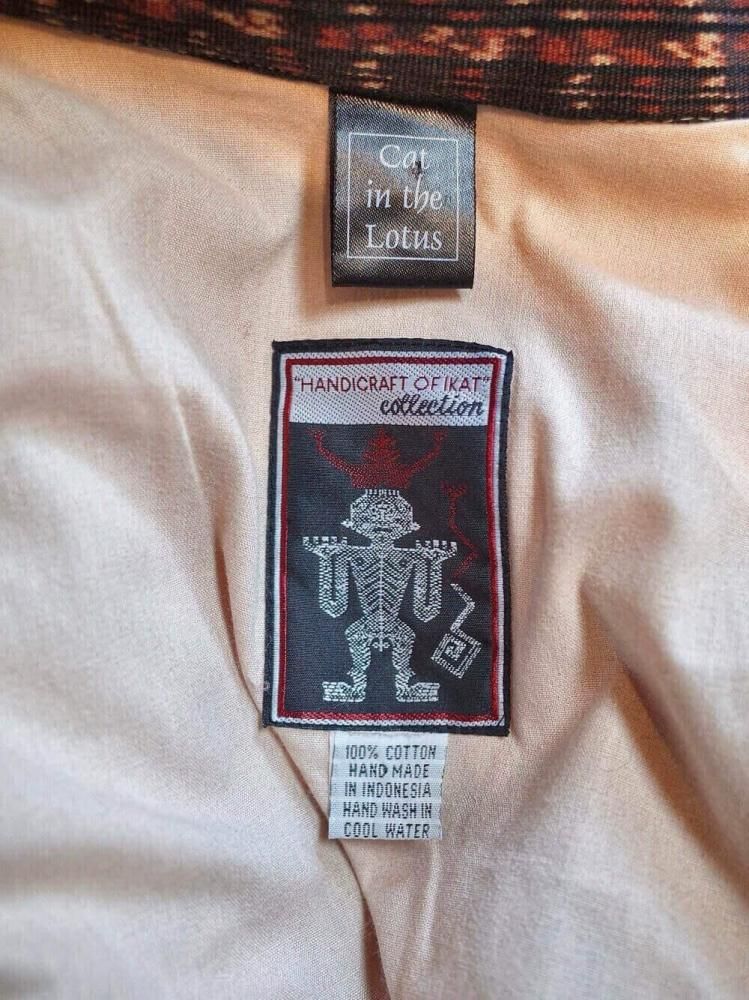 Cat
in the
Lotus
"HANDICRAFT OF IKAT"
collection
100% COTTON
HAND MADE
IN INDONESIA
HAND WASH IN
COOL WATER